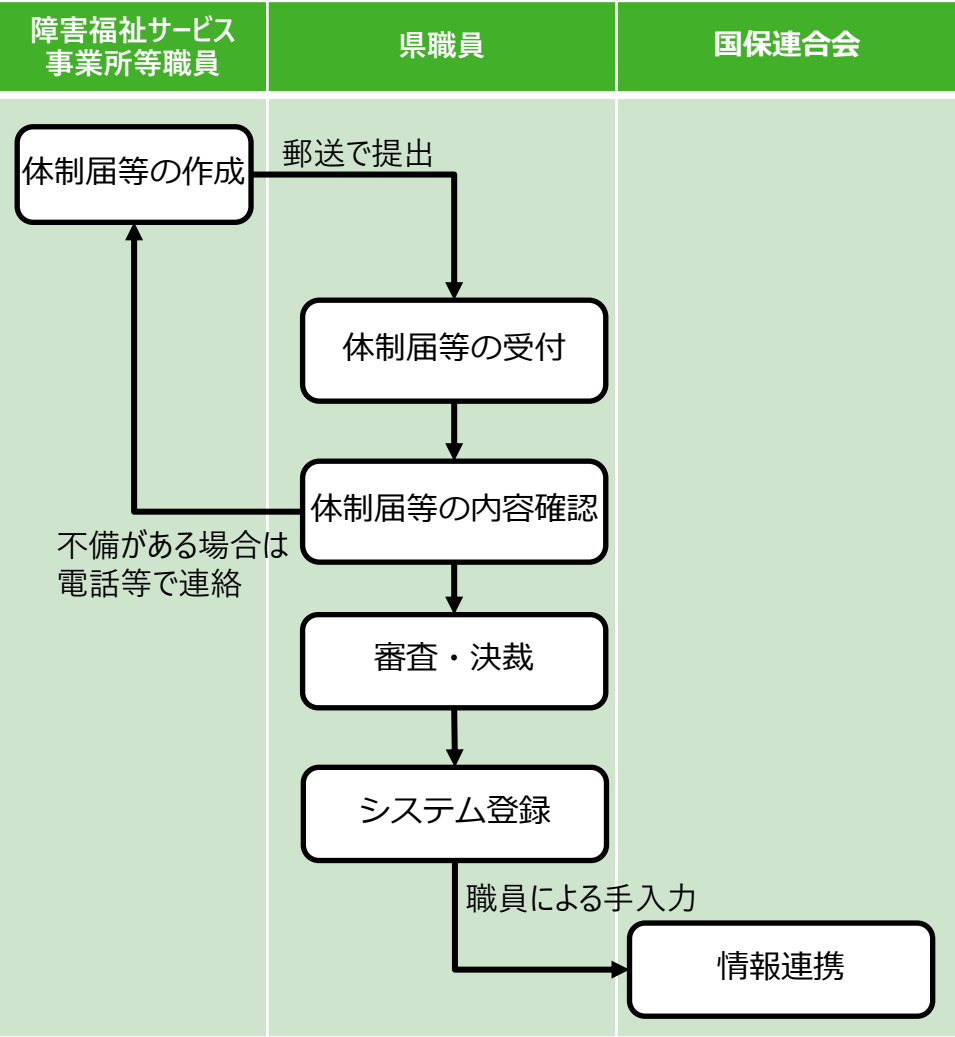 障害福祉サービス
事業所等職員
県職員
国保連合会
体制届等の作成
郵送で提出
体制届等の受付
体制届等の内容確認
不備がある場合は
電話等で連絡
審査・決裁
システム登録
職員による手入力
情報連携